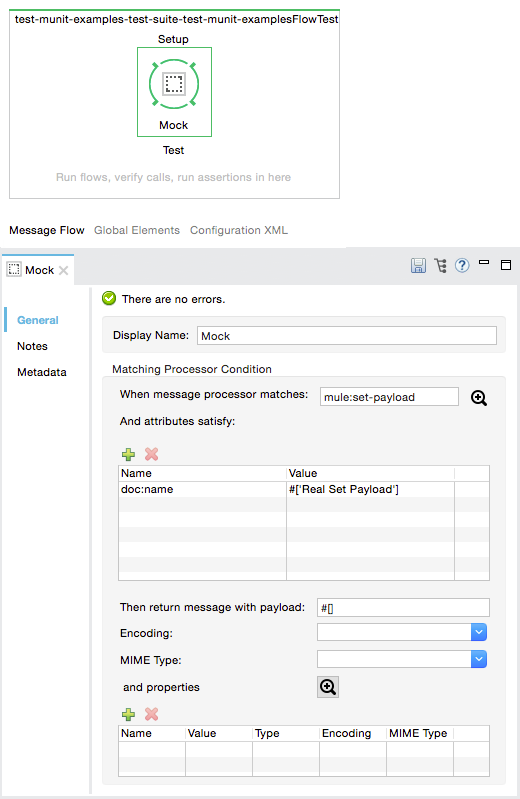 test-munit-examples-test-suite-test-munit-examplesFlowTest
Setup
Mock
Test
Run flows, verify calls, run assertions in here
Message Flow Global Elements Configuration XML
Mock
There are no errors.
General
Notes
Metadata
Display Name: Mock
Matching Processor Condition
When message processor matches: mule:set-payload
And attributes satisfy:
Name Value
doc:name #['Real Set Payload']
Then return message with payload: #[]
Encoding:
MIME Type:
and properties
Name Value Type Encoding MIME Type